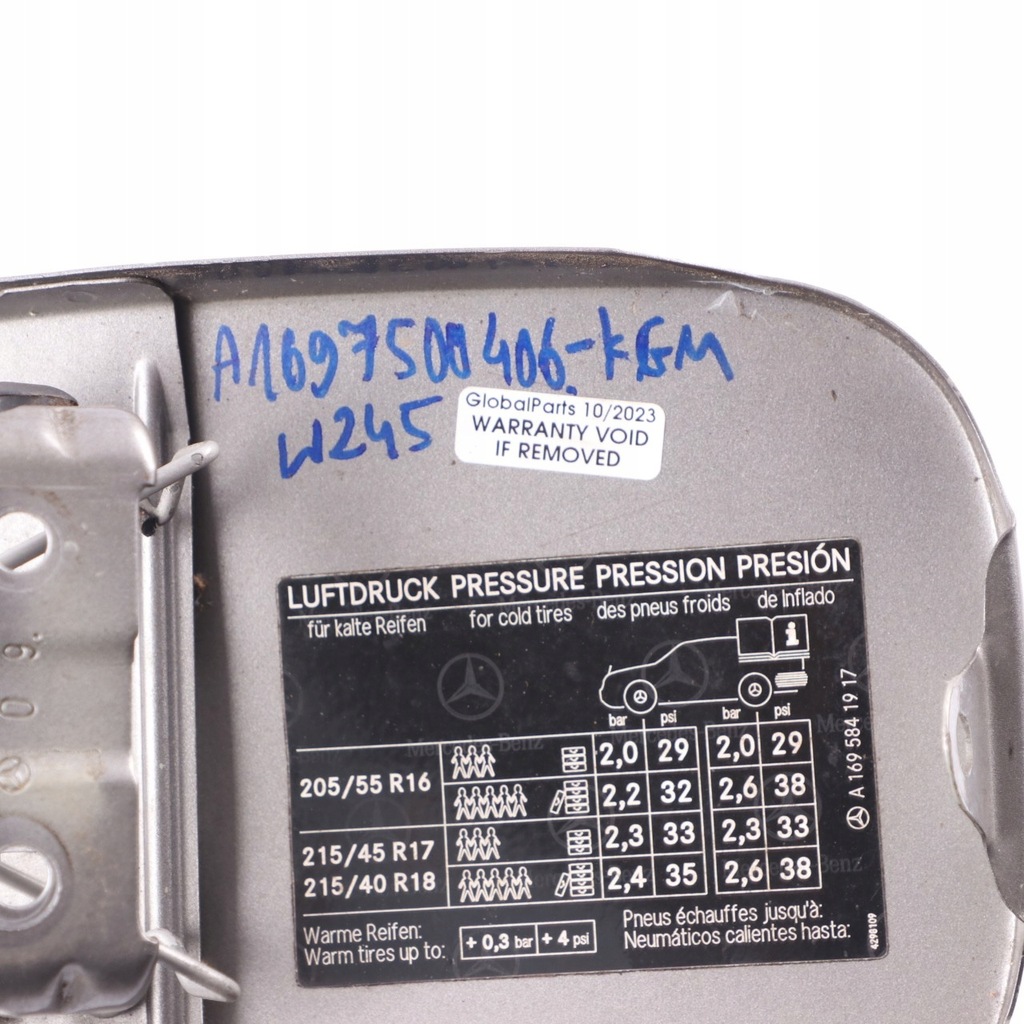 A1697500406-KGM
W245
GlobalParts 10/2023
WARRANTY VOID
IF REMOVED
LUFTDRUCK PRESSURE PRESSION PRESIÓN
für kalte Reifen for cold tires des pneus froids de Inflado
i
bar psi bar psi
205/55 R16 2,0 29 2,0 29
2,2 32 2,6 38
215/45 R17 2,3 33 2,3 33
215/40 R18 2,4 35 2,6 38
Warme Reifen: Pneus échauffes jusqu'à:
Warm tires up to: + 0,3 bar + 4 psi Neumáticos calientes hasta:
A 169 584 19 17
4298109
Mercedes-Benz
09.